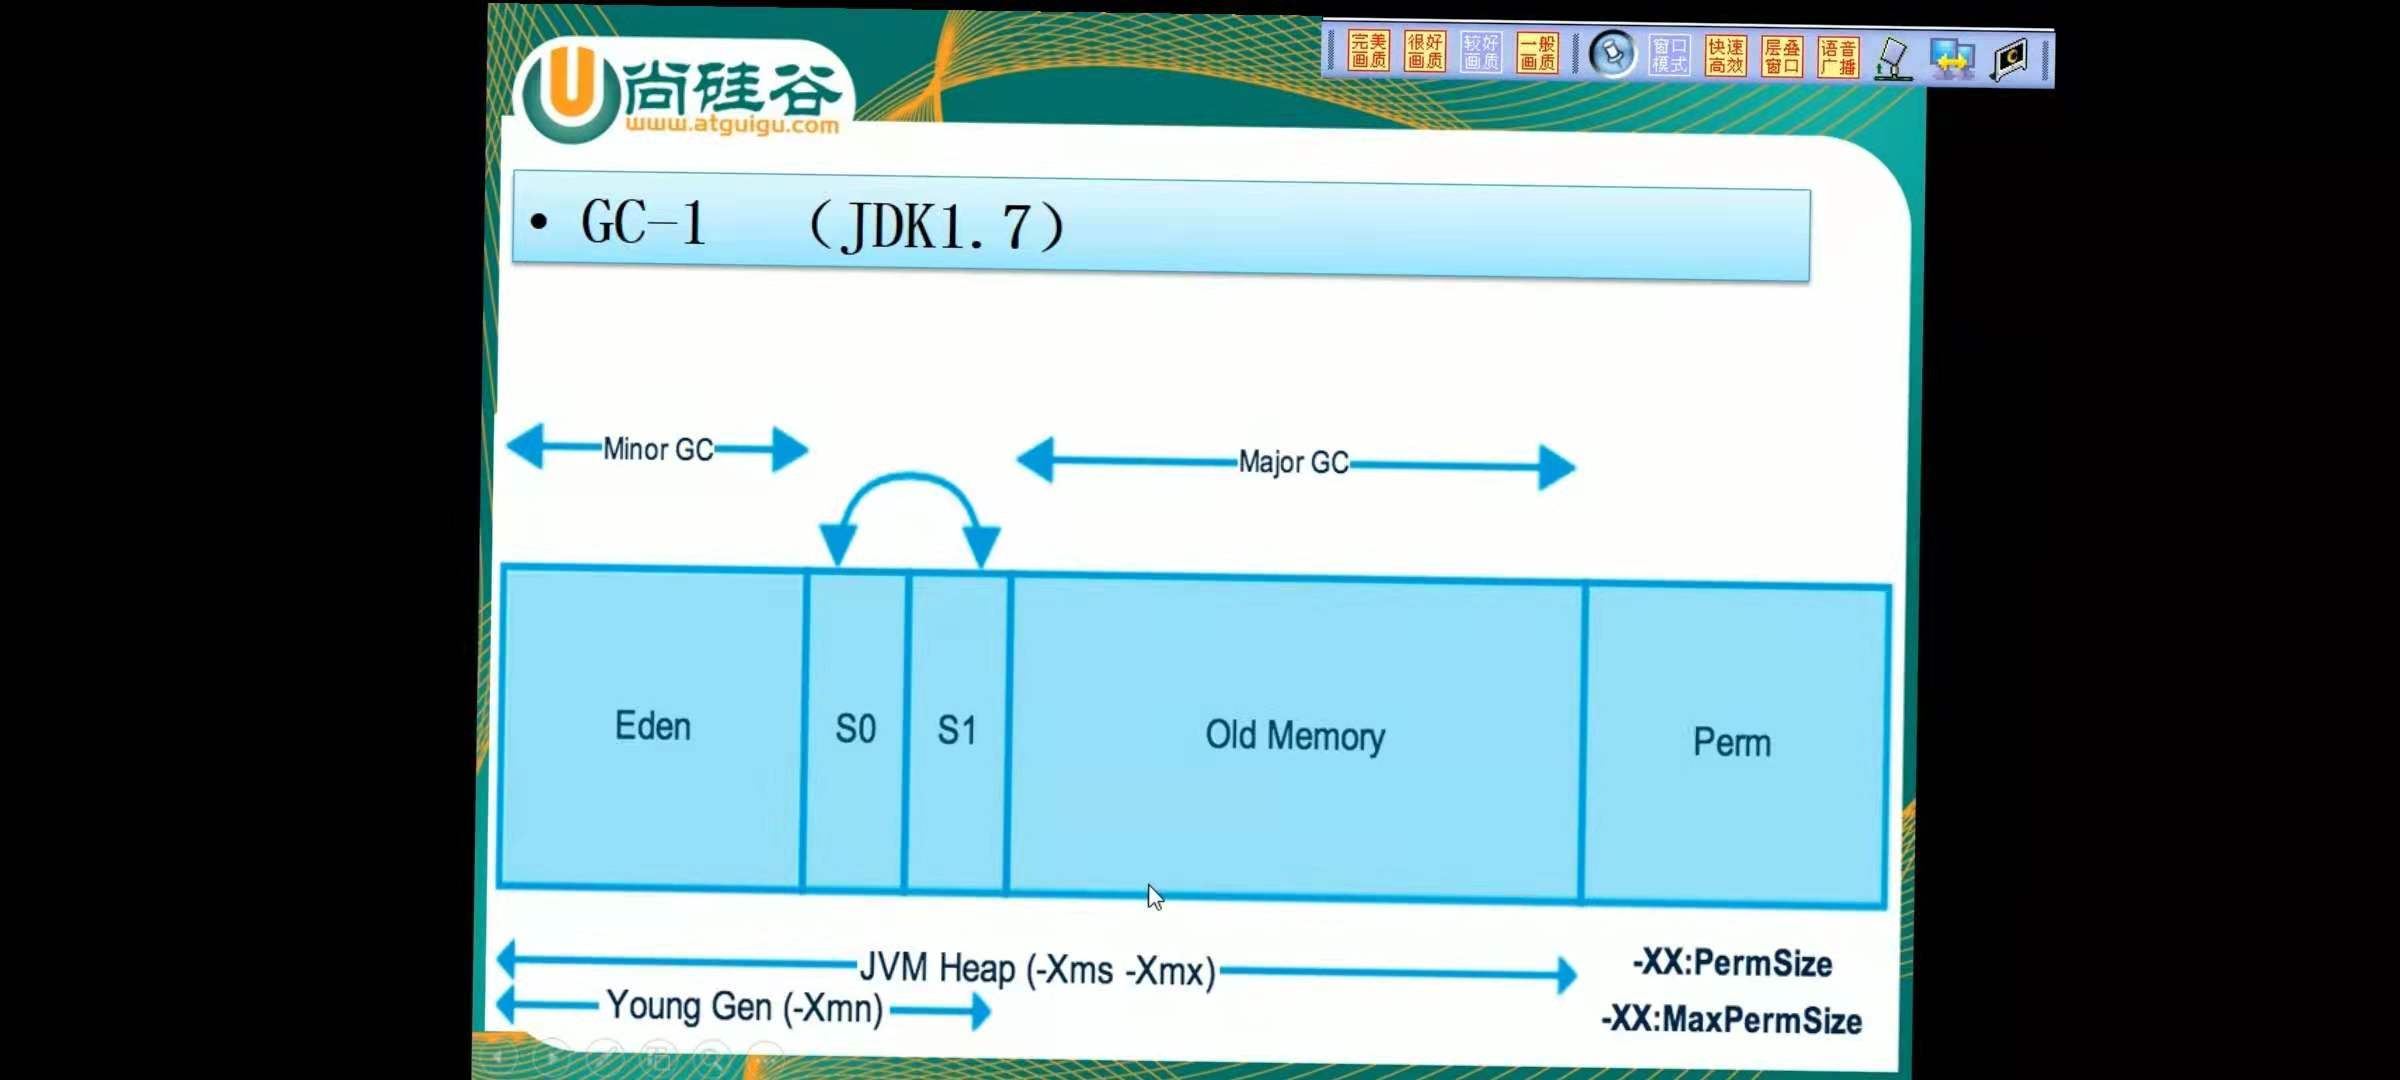 尚硅谷
www.atguigu.com
完美画质
很好画质
较好画质
一般画质
窗口模式
快速高效
层叠窗口
语音广播
• GC-1 （JDK1.7）
Minor GC
Major GC
Eden
S0
S1
Old Memory
Perm
JVM Heap (-Xms -Xmx)
Young Gen (-Xmn)
-XX:PermSize
-XX:MaxPermSize